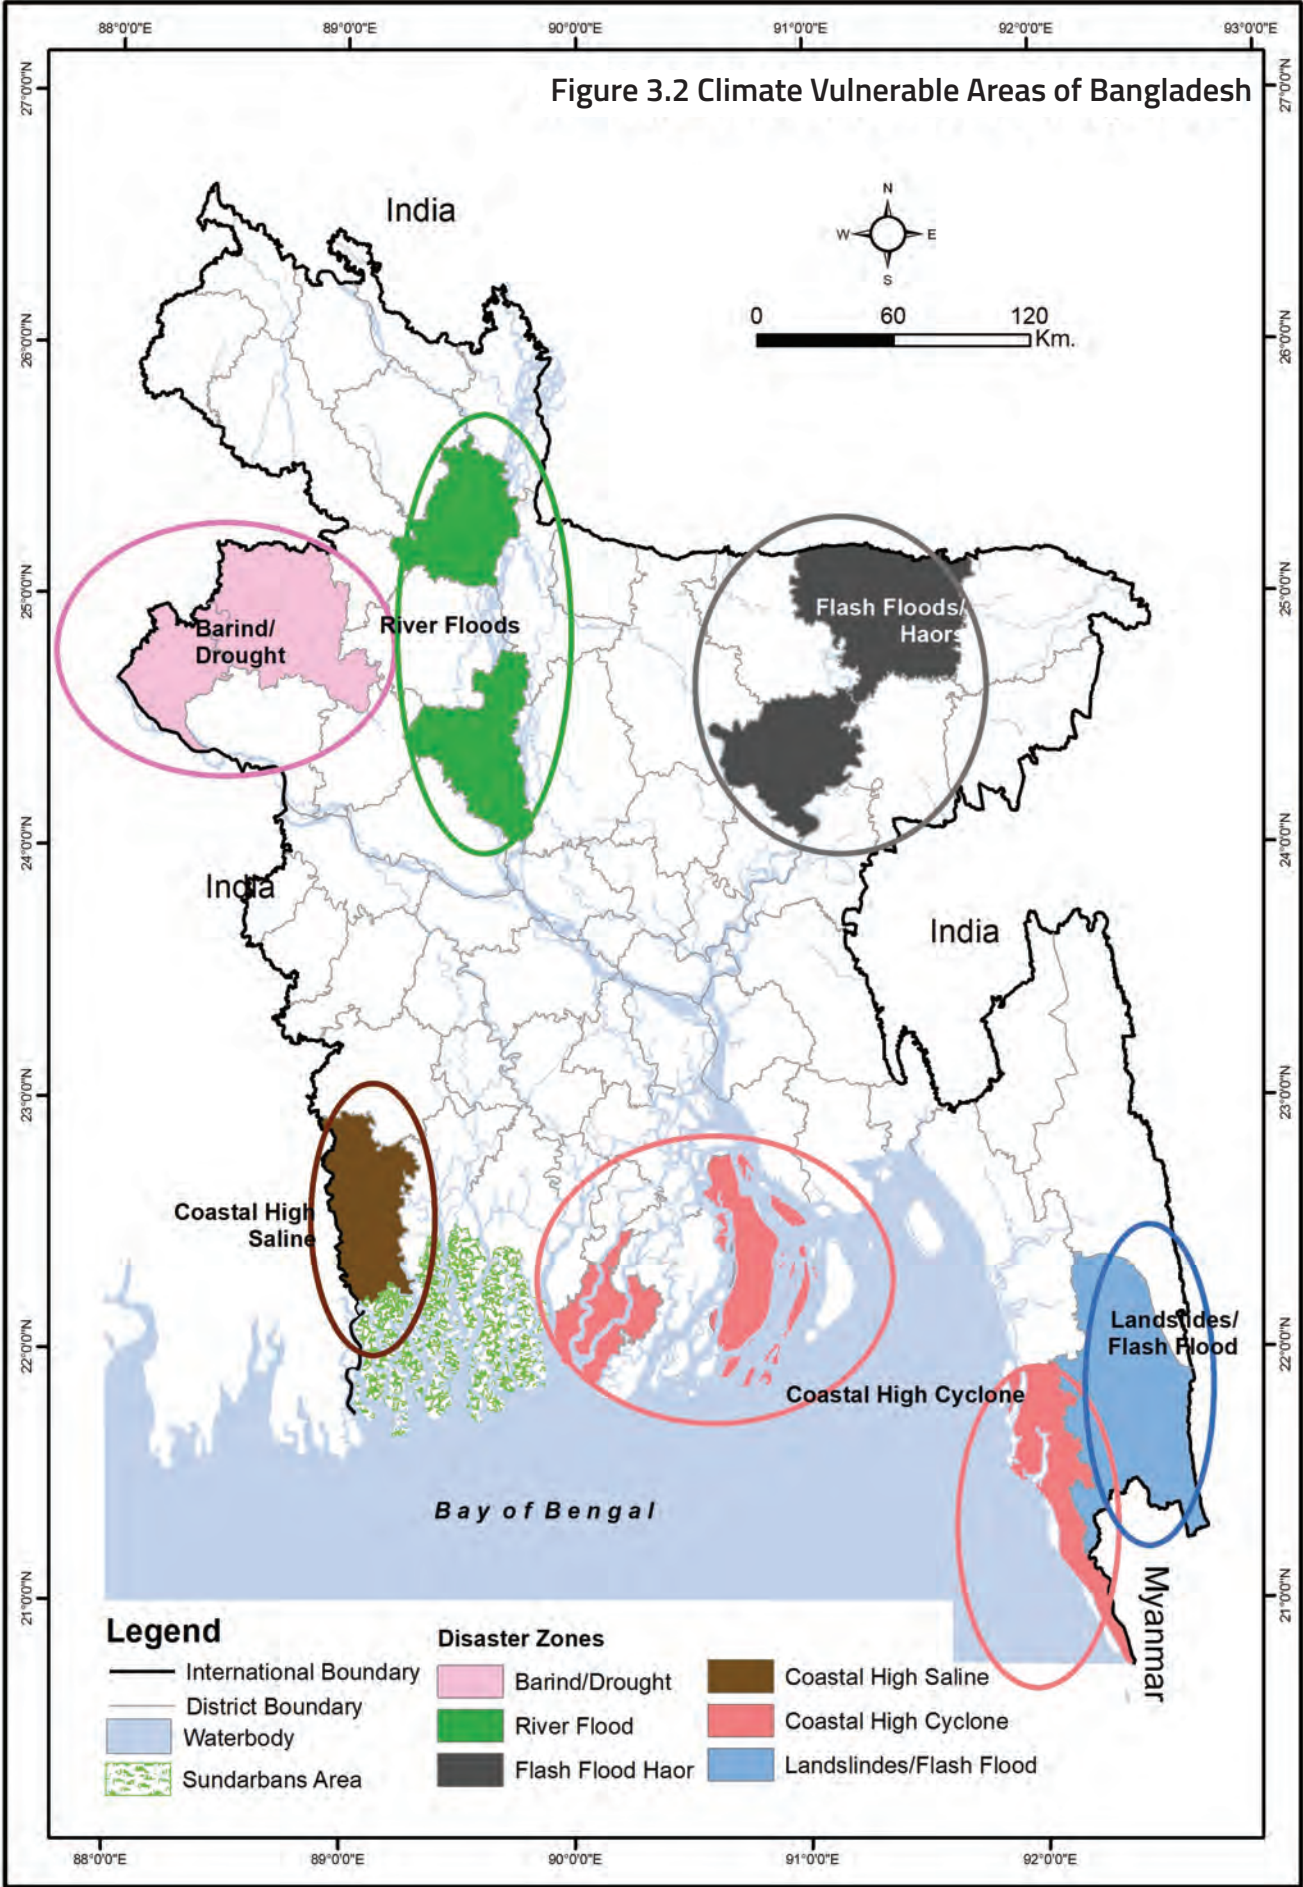 88°0'0"E 89°0'0"E 90°0'0"E 91°0'0"E 92°0'0"E 93°0'0"E
Figure 3.2 Climate Vulnerable Areas of Bangladesh
27°0'0"N 27°0'0"N
N
W E
S
India
0 60 120
Km.
26°0'0"N 26°0'0"N
25°0'0"N 25°0'0"N
Flash Floods/
Haors
Barind/
Drought
River Floods
24°0'0"N 24°0'0"N
India
India
23°0'0"N 23°0'0"N
Coastal High
Saline
22°0'0"N 22°0'0"N
Landslides/
Flash Flood
Coastal High Cyclone
Bay of Bengal
21°0'0"N 21°0'0"N
Myanmar
Legend
International Boundary
District Boundary
Waterbody
Sundarbans Area
Disaster Zones
Barind/Drought
River Flood
Flash Flood Haor
Coastal High Saline
Coastal High Cyclone
Landslindes/Flash Flood
88°0'0"E 89°0'0"E 90°0'0"E 91°0'0"E 92°0'0"E